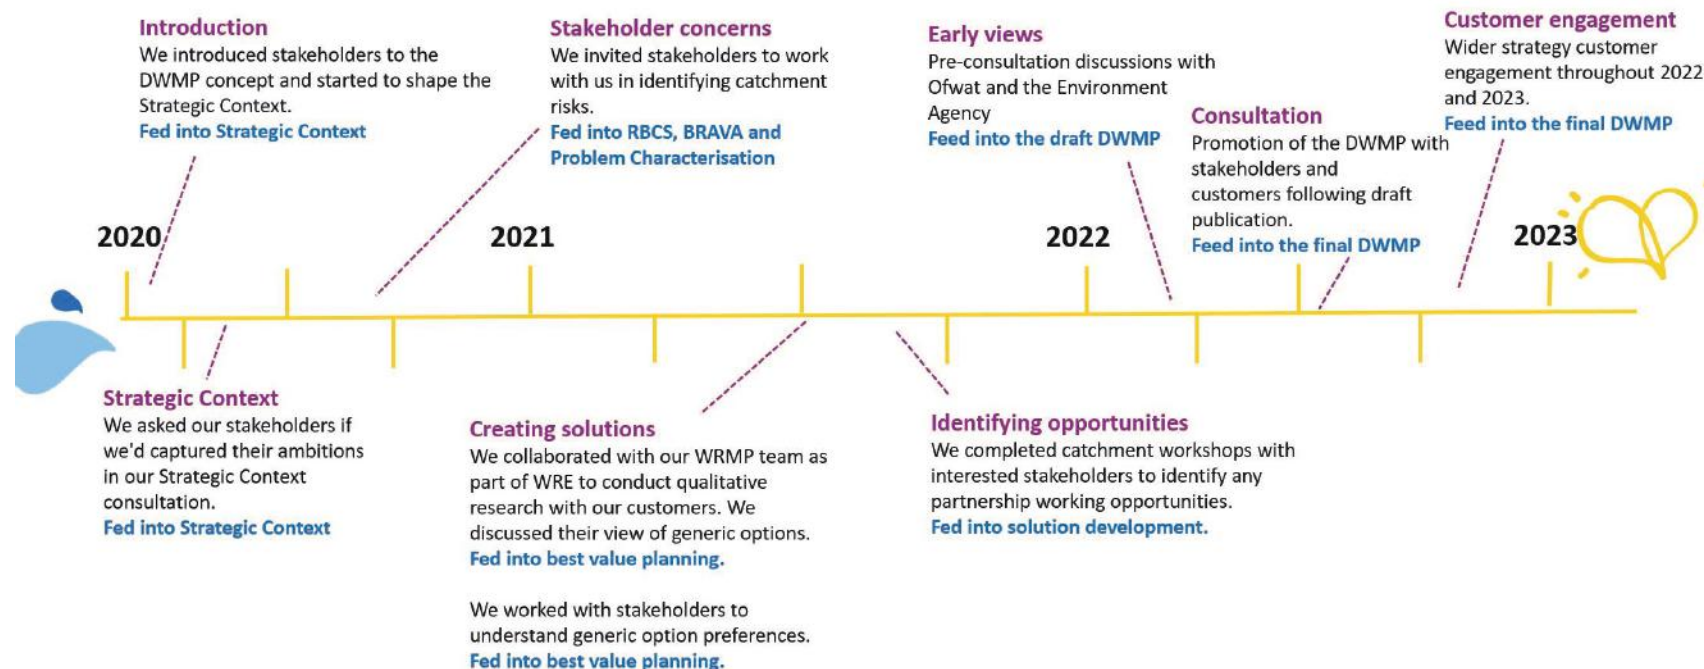 Introduction
We introduced stakeholders to the
DWMP concept and started to shape the
Strategic Context.
Fed into Strategic Context
Stakeholder concerns
We invited stakeholders to work
with us in identifying catchment
risks.
Fed into RBCS, BRAVA and
Problem Characterisation
Early views
Pre-consultation discussions with
Ofwat and the Environment
Agency
Feed into the draft DWMP
Consultation
Promotion of the DWMP with
stakeholders and
customers following draft
publication.
Feed into the final DWMP
Customer engagement
Wider strategy customer
engagement throughout 2022
and 2023.
Feed into the final DWMP
2020
2021
2022
2023
Strategic Context
We asked our stakeholders if
we'd captured their ambitions
in our Strategic Context
consultation.
Fed into Strategic Context
Creating solutions
We collaborated with our WRMP team as
part of WRE to conduct qualitative
research with our customers. We
discussed their view of generic options.
Fed into best value planning.
We worked with stakeholders to
understand generic option preferences.
Fed into best value planning.
Identifying opportunities
We completed catchment workshops with
interested stakeholders to identify any
partnership working opportunities.
Fed into solution development.